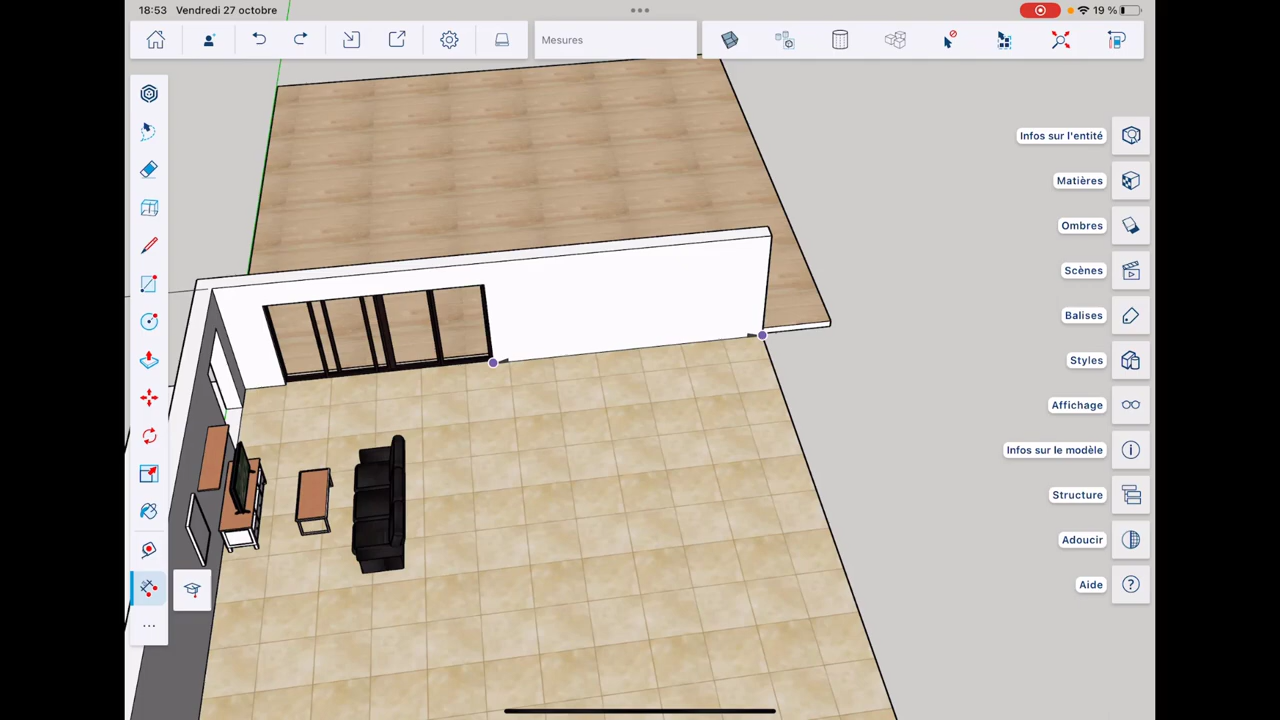 18:53 Vendredi 27 octobre
19 %
Mesures
Infos sur l'entité
Matières
Ombres
Scènes
Balises
Styles
Affichage
Infos sur le modèle
Structure
Adoucir
Aide